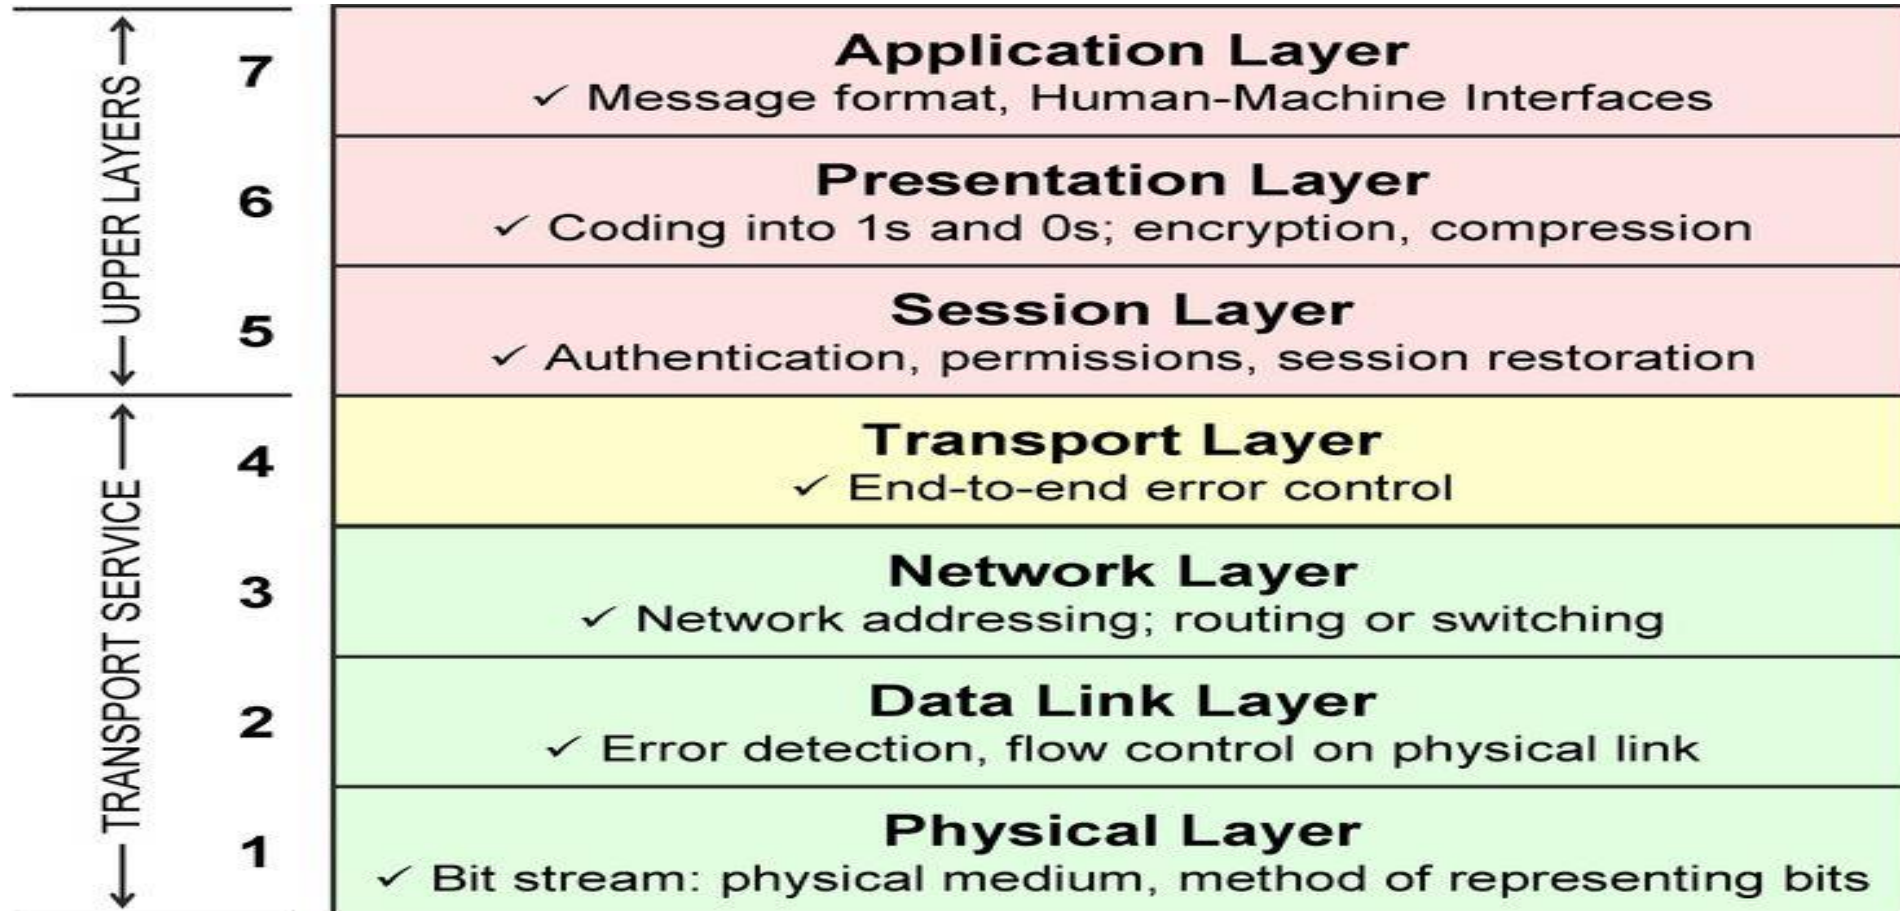 UPPER LAYERS
7
Application Layer
✓ Message format, Human-Machine Interfaces
6
Presentation Layer
✓ Coding into 1s and 0s; encryption, compression
5
Session Layer
✓ Authentication, permissions, session restoration
TRANSPORT SERVICE
4
Transport Layer
✓ End-to-end error control
3
Network Layer
✓ Network addressing; routing or switching
2
Data Link Layer
✓ Error detection, flow control on physical link
1
Physical Layer
✓ Bit stream: physical medium, method of representing bits